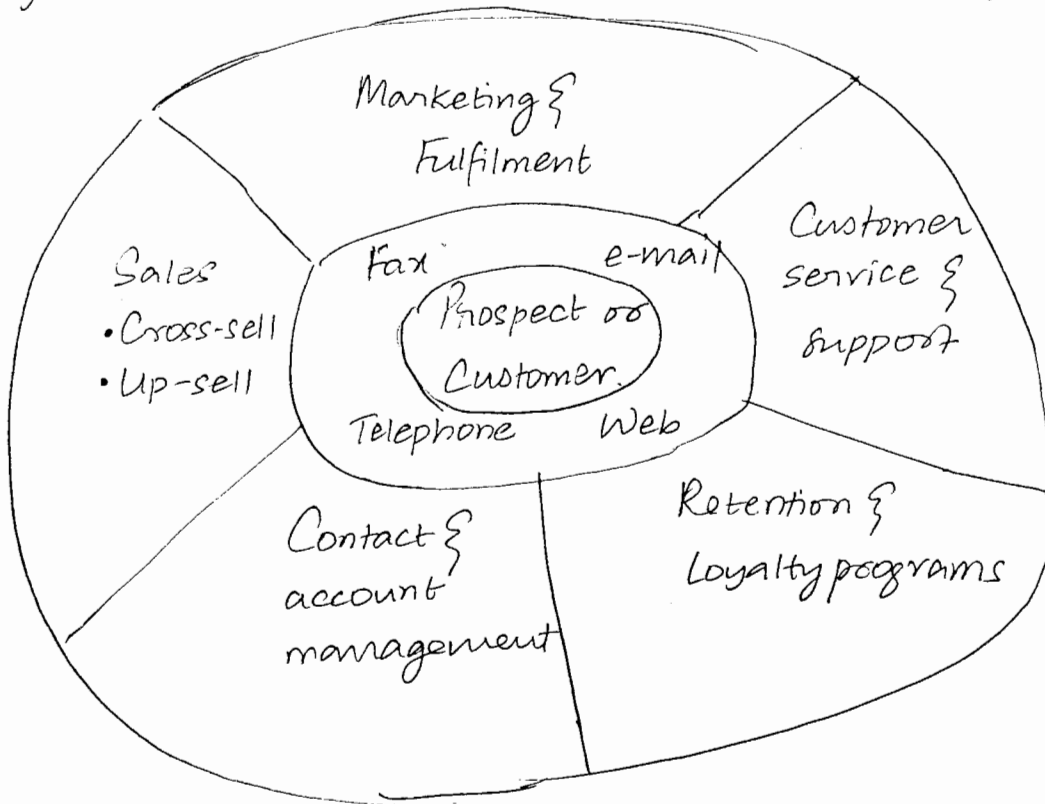 Marketing &
Fulfilment
Customer
service &
support
Sales
• Cross-sell
• Up-sell
Fax
e-mail
Prospect or
Customer.
Telephone
Web
Contact &
account
management
Retention &
Loyalty programs